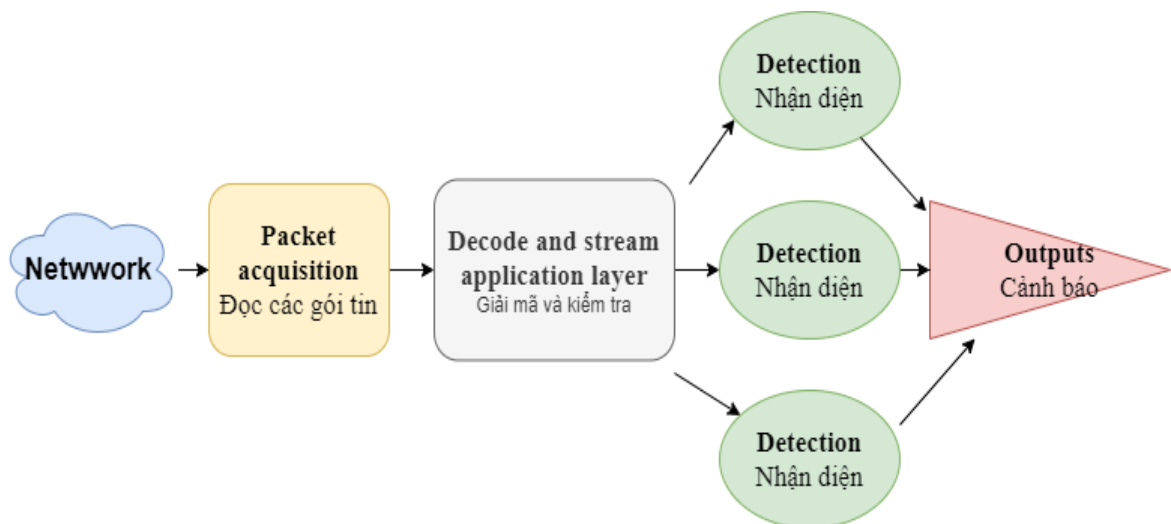 Netwwork
Packet
acquisition
Đọc các gói tin
Decode and stream
application layer
Giải mã và kiểm tra
Detection
Nhận diện
Detection
Nhận diện
Detection
Nhận diện
Outputs
Cảnh báo